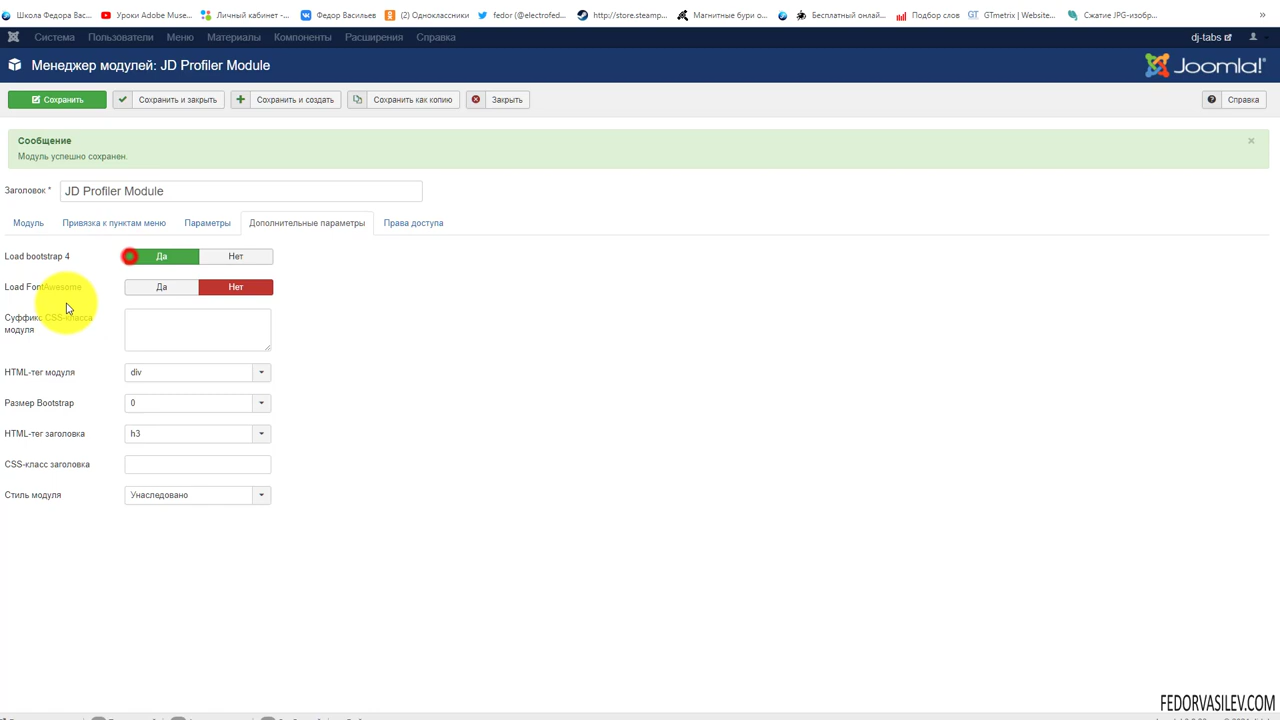 Школа Федора Вас...
Уроки Adobe Muse...
Личный кабинет -...
Федор Васильев
(2) Одноклассники
fedor (@electrofed...
http://store.steamp...
Магнитные бури о...
Бесплатный онлай...
Подбор слов
GTmetrix | Website...
Сжатие JPG-изобр...
»
Система Пользователи Меню Материалы Компоненты Расширения Справка dj-tabs
Менеджер модулей: JD Profiler Module Joomla!
Сохранить Сохранить и закрыть Сохранить и создать Сохранить как копию Закрыть Справка
Сообщение ×
Модуль успешно сохранен.
Заголовок * JD Profiler Module
Модуль Привязка к пунктам меню Параметры Дополнительные параметры Права доступа
Load bootstrap 4 Да Нет
Load FontAwesome Да Нет
Суффикс CSS-класса
модуля
HTML-тег модуля div
Размер Bootstrap 0
HTML-тег заголовка h3
CSS-класс заголовка
Стиль модуля Унаследовано
FEDORVASILEV.COM